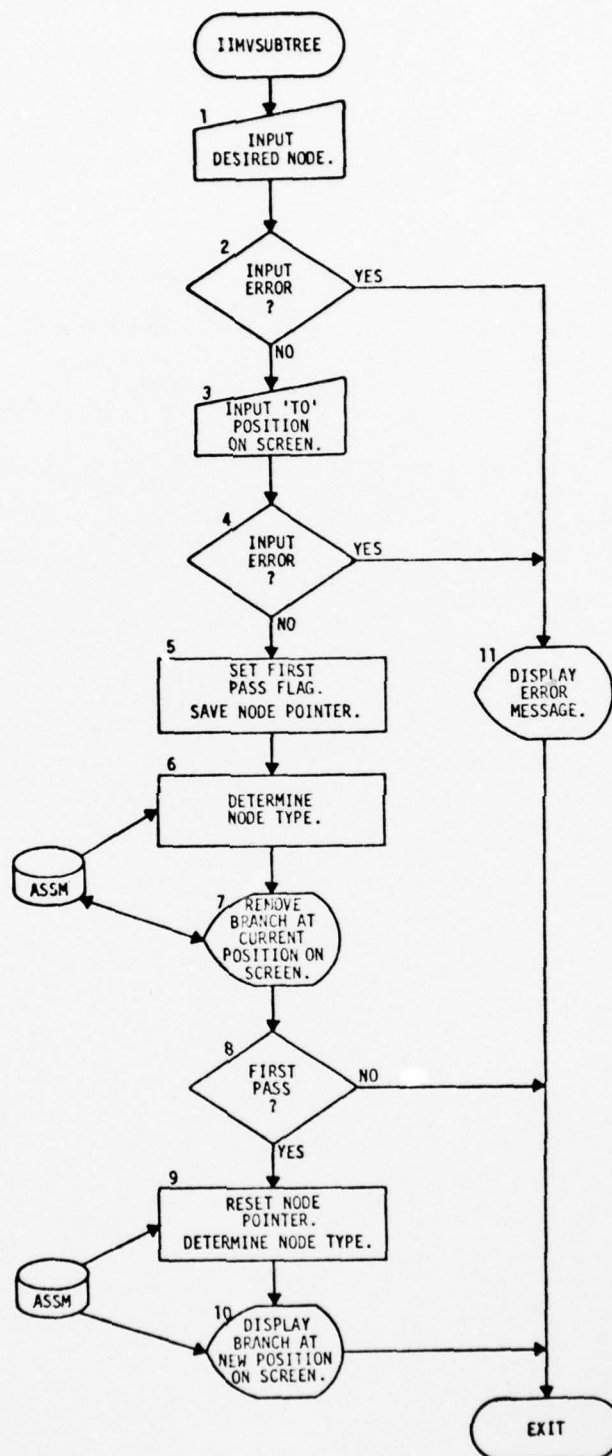 IIMVSUBTREE
1
INPUT
DESIRED NODE.
2
INPUT
ERROR
?
YES
NO
3
INPUT 'TO'
POSITION
ON SCREEN.
4
INPUT
ERROR
?
YES
NO
5
SET FIRST
PASS FLAG.
SAVE NODE POINTER.
11
DISPLAY
ERROR
MESSAGE.
6
DETERMINE
NODE TYPE.
ASSM
7
REMOVE
BRANCH AT
CURRENT
POSITION ON
SCREEN.
8
FIRST
PASS
?
NO
YES
9
RESET NODE
POINTER.
DETERMINE NODE TYPE.
ASSM
10
DISPLAY
BRANCH AT
NEW POSITION
ON SCREEN.
EXIT